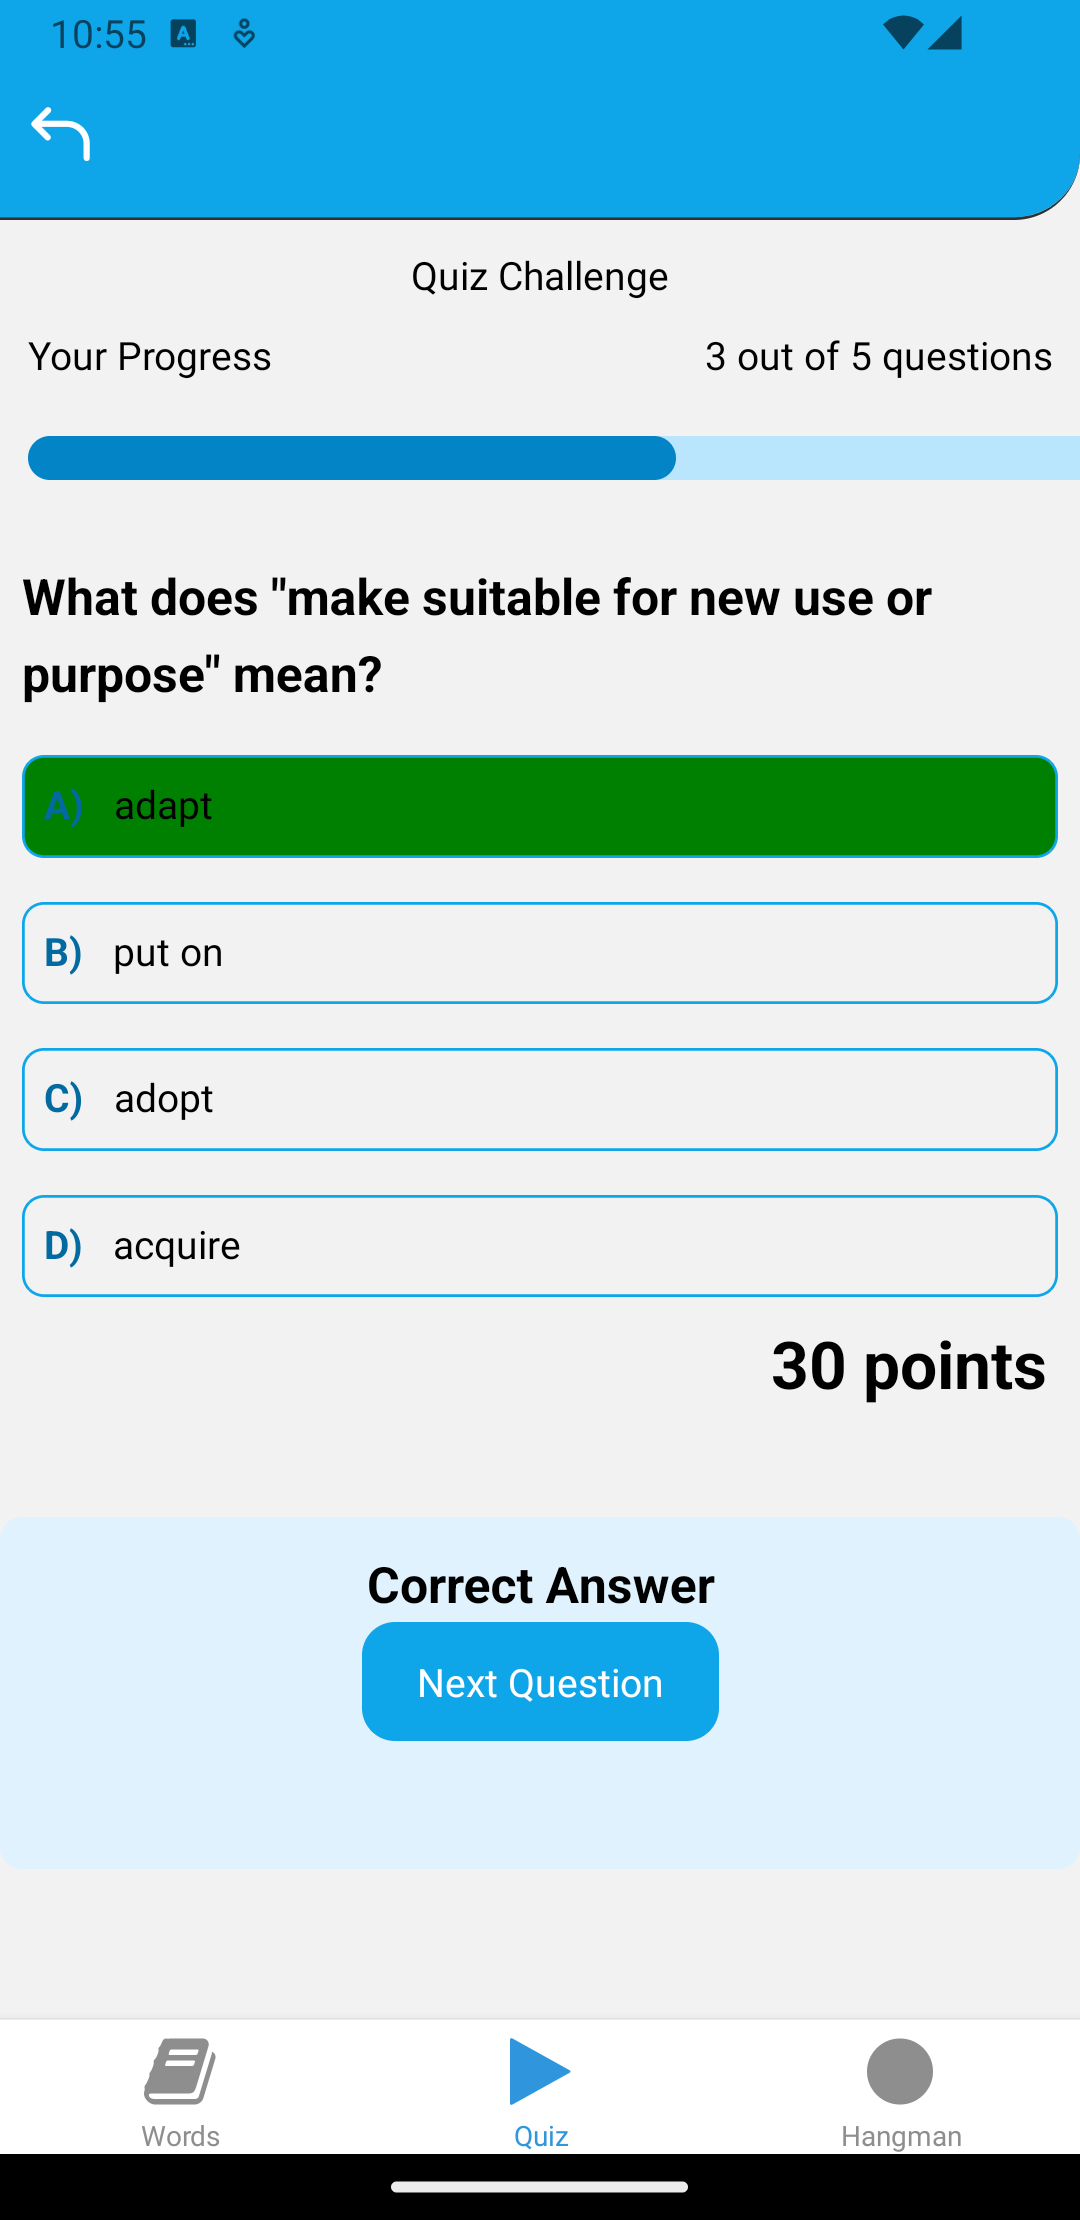 10:55
Quiz Challenge
Your Progress
3 out of 5 questions
What does "make suitable for new use or
purpose" mean?
A) adapt
B) put on
C) adopt
D) acquire
30 points
Correct Answer
Next Question
Words
Quiz
Hangman